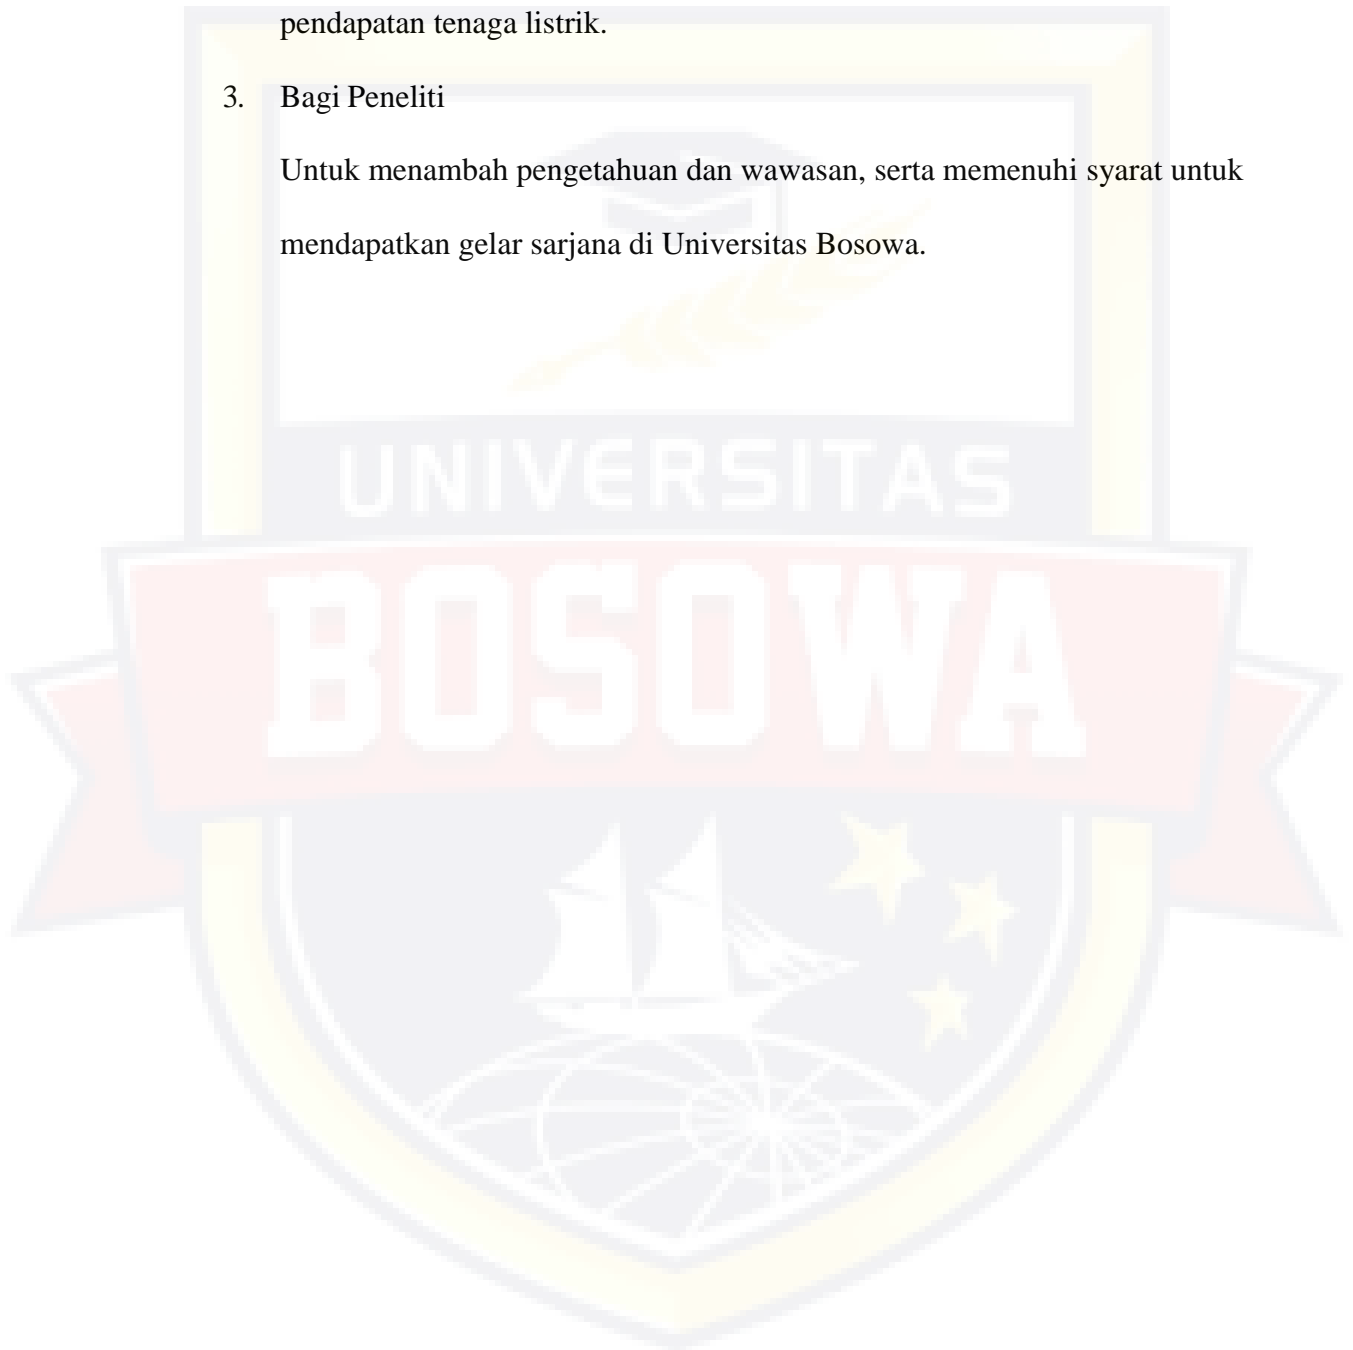 pendapatan tenaga listrik.
3. Bagi Peneliti
Untuk menambah pengetahuan dan wawasan, serta memenuhi syarat untuk
mendapatkan gelar sarjana di Universitas Bosowa.
UNIVERSITAS
BOSOWA